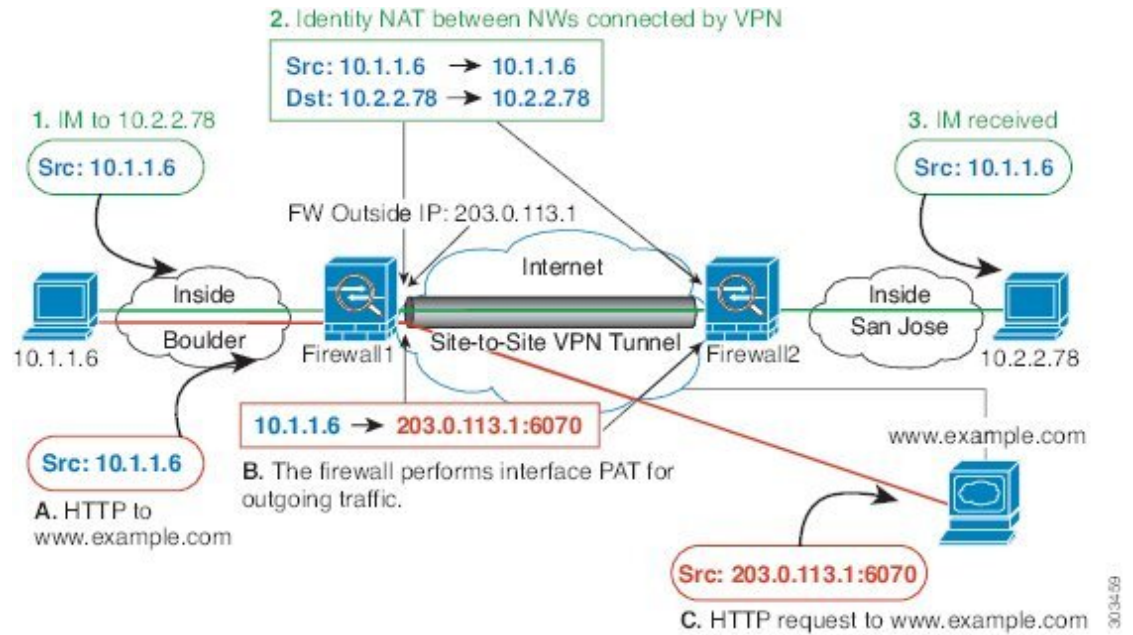 2. Identity NAT between NWs connected by VPN
Src: 10.1.1.6 → 10.1.1.6
Dst: 10.2.2.78 → 10.2.2.78
1. IM to 10.2.2.78
Src: 10.1.1.6
3. IM received
Src: 10.1.1.6
FW Outside IP: 203.0.113.1
Internet
Inside
Boulder
Inside
San Jose
10.1.1.6
Firewall1
Site-to-Site VPN Tunnel
Firewall2
10.2.2.78
10.1.1.6 → 203.0.113.1:6070
www.example.com
Src: 10.1.1.6
B. The firewall performs interface PAT for
outgoing traffic.
A. HTTP to
www.example.com
Src: 203.0.113.1:6070
C. HTTP request to www.example.com
303459